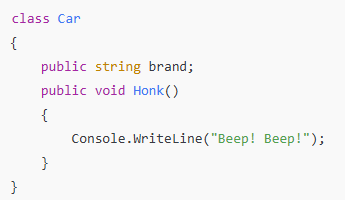 class Car
{
    public string brand;
    public void Honk()
    {
        Console.WriteLine("Beep! Beep!");
    }
}